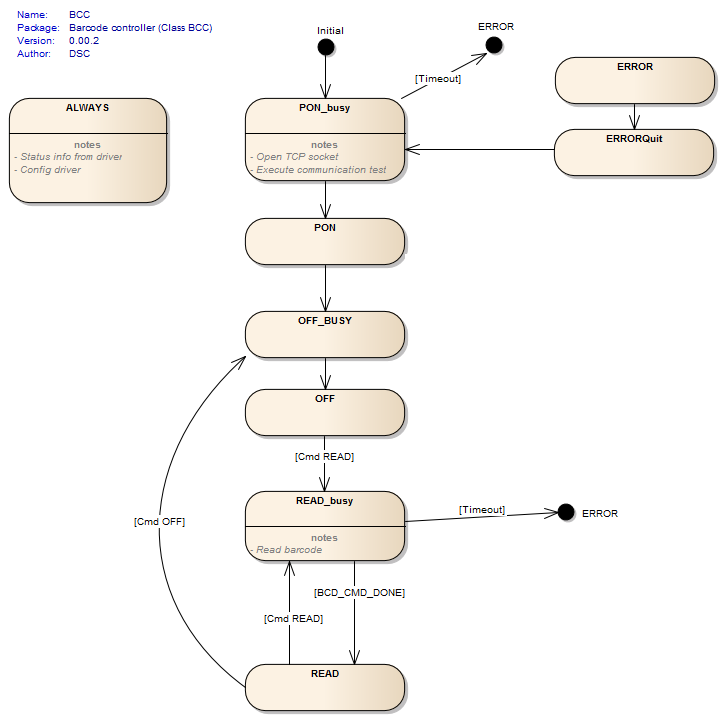 Name: BCC
Package: Barcode controller (Class BCC)
Version: 0.00.2
Author: DSC
Initial
ERROR
[Timeout]
ERROR
ALWAYS
notes
- Status info from driver
- Config driver
PON_busy
notes
- Open TCP socket
- Execute communication test
ERRORQuit
PON
OFF_BUSY
OFF
[Cmd READ]
READ_busy
notes
- Read barcode
[Timeout]
ERROR
[Cmd OFF]
[BCD_CMD_DONE]
[Cmd READ]
READ